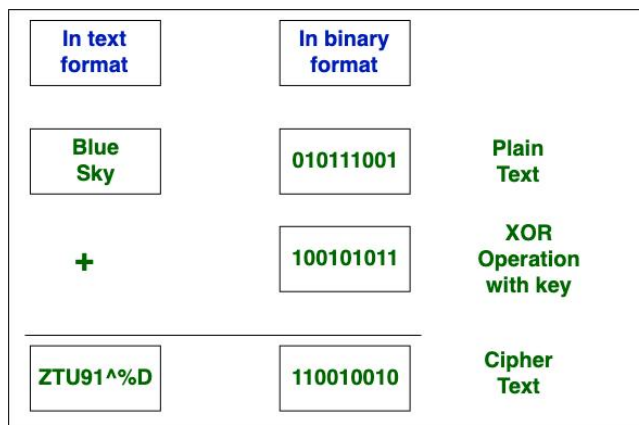 In text
format
In binary
format
Blue
Sky
010111001
Plain
Text
+
100101011
XOR
Operation
with key
ZTU91^%D
110010010
Cipher
Text